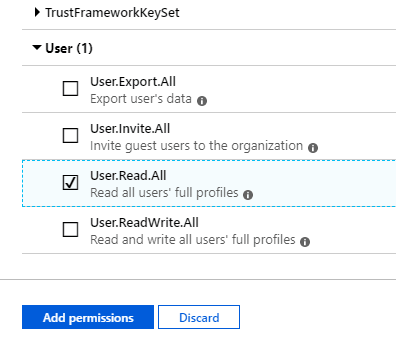 TrustFrameworkKeySet
User (1)
User.Export.All
Export user's data
User.Invite.All
Invite guest users to the organization
User.Read.All
Read all users' full profiles
User.ReadWrite.All
Read and write all users' full profiles
Add permissions
Discard